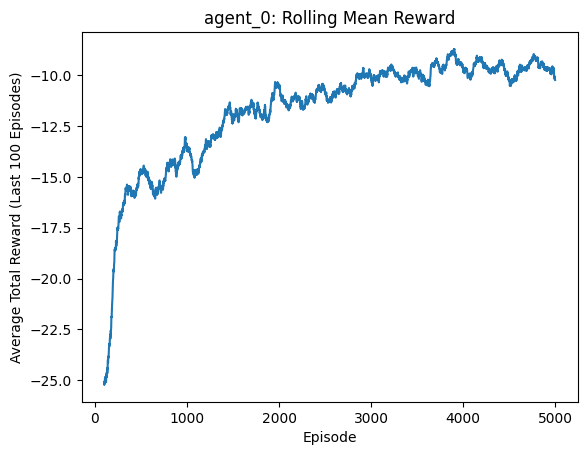 agent_0: Rolling Mean Reward
Average Total Reward (Last 100 Episodes)
−10.0
−12.5
−15.0
−17.5
−20.0
−22.5
−25.0
0 1000 2000 3000 4000 5000
Episode